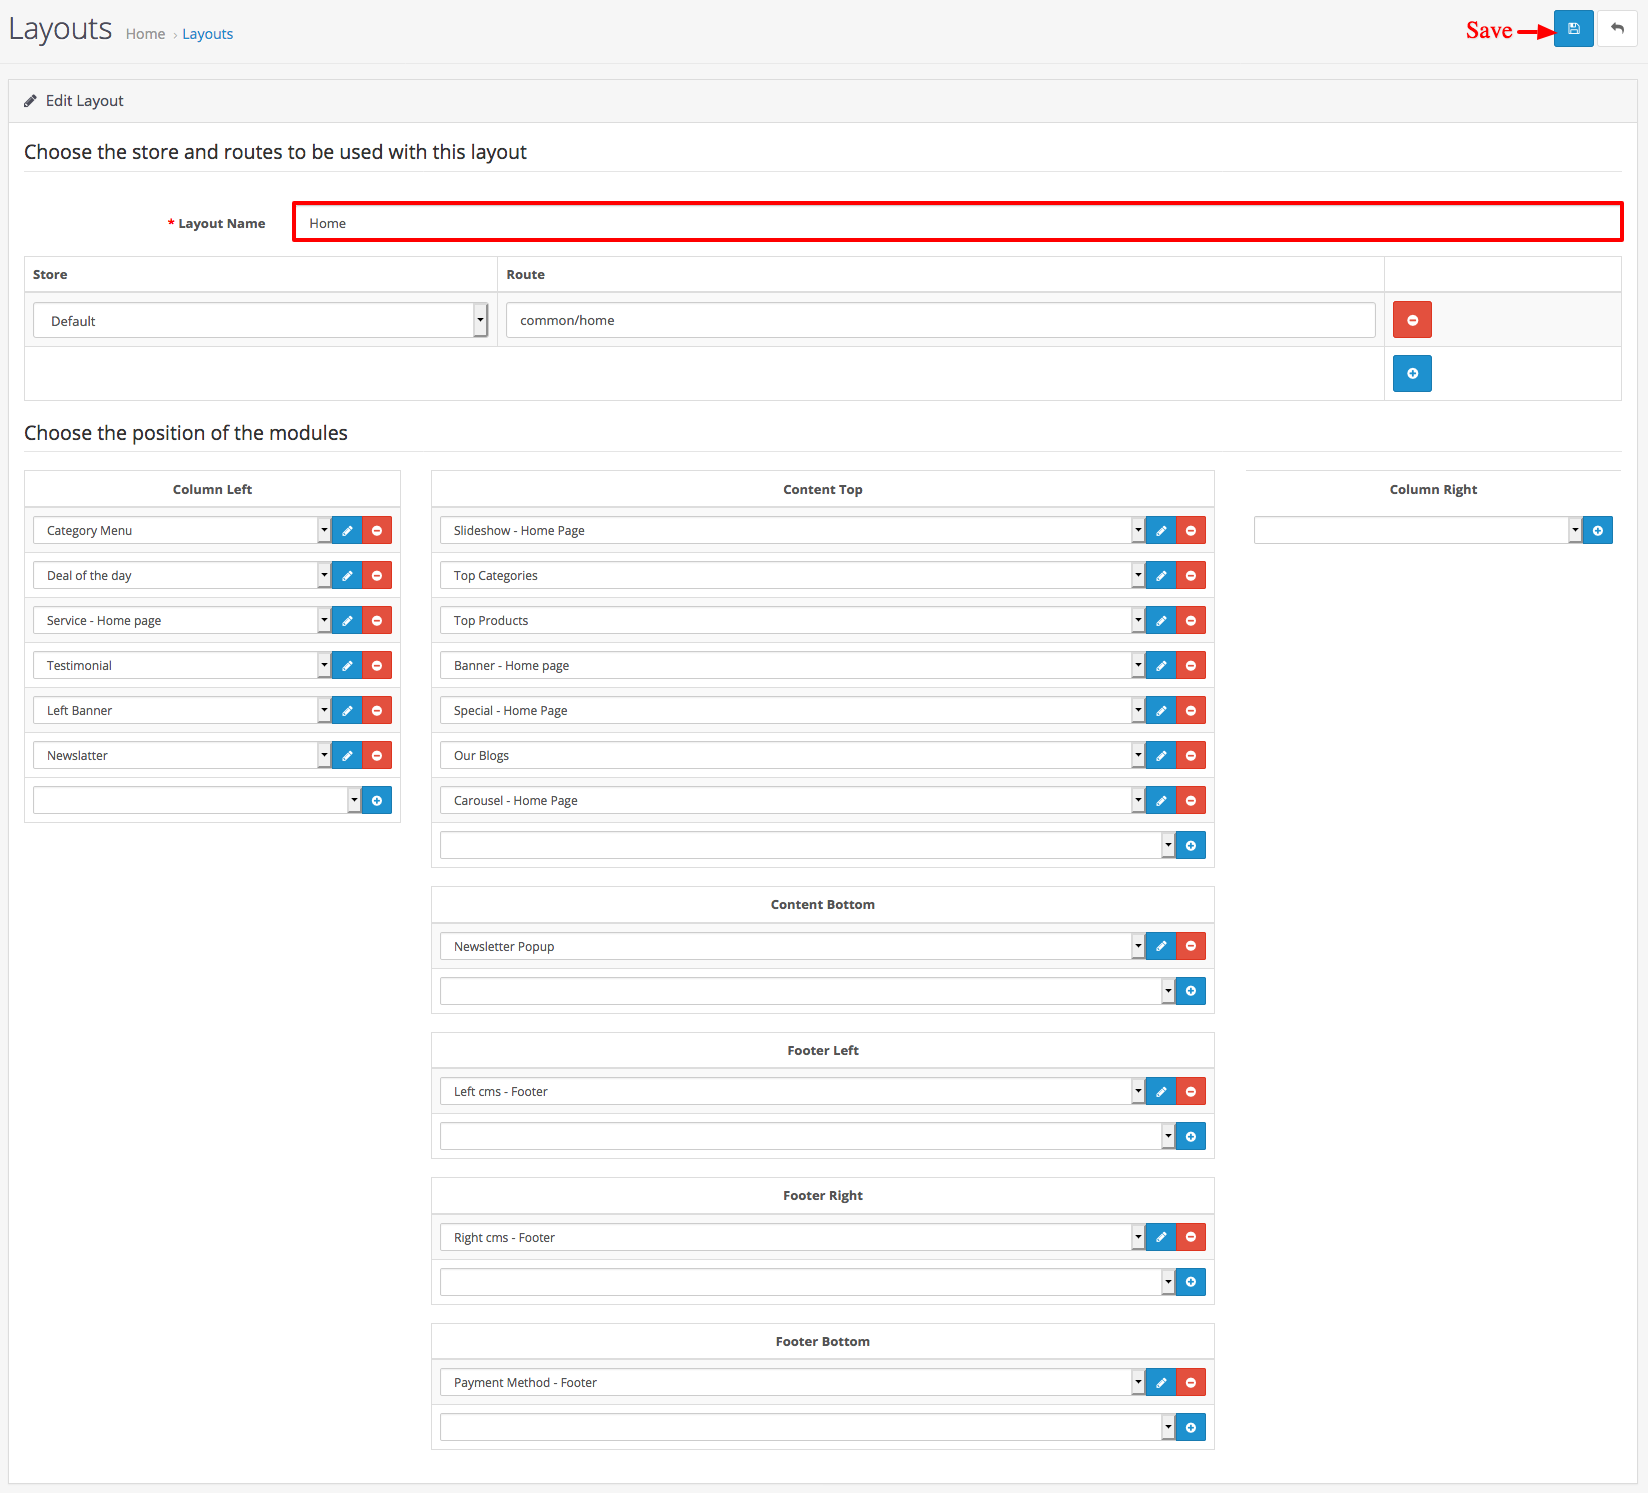 Layouts Home › Layouts
Save
Edit Layout
Choose the store and routes to be used with this layout
* Layout Name Home
Store Route
Default common/home
Choose the position of the modules
Column Left
Category Menu
Deal of the day
Service - Home page
Testimonial
Left Banner
Newslatter
Content Top
Slideshow - Home Page
Top Categories
Top Products
Banner - Home page
Special - Home Page
Our Blogs
Carousel - Home Page
Column Right
Content Bottom
Newsletter Popup
Footer Left
Left cms - Footer
Footer Right
Right cms - Footer
Footer Bottom
Payment Method - Footer